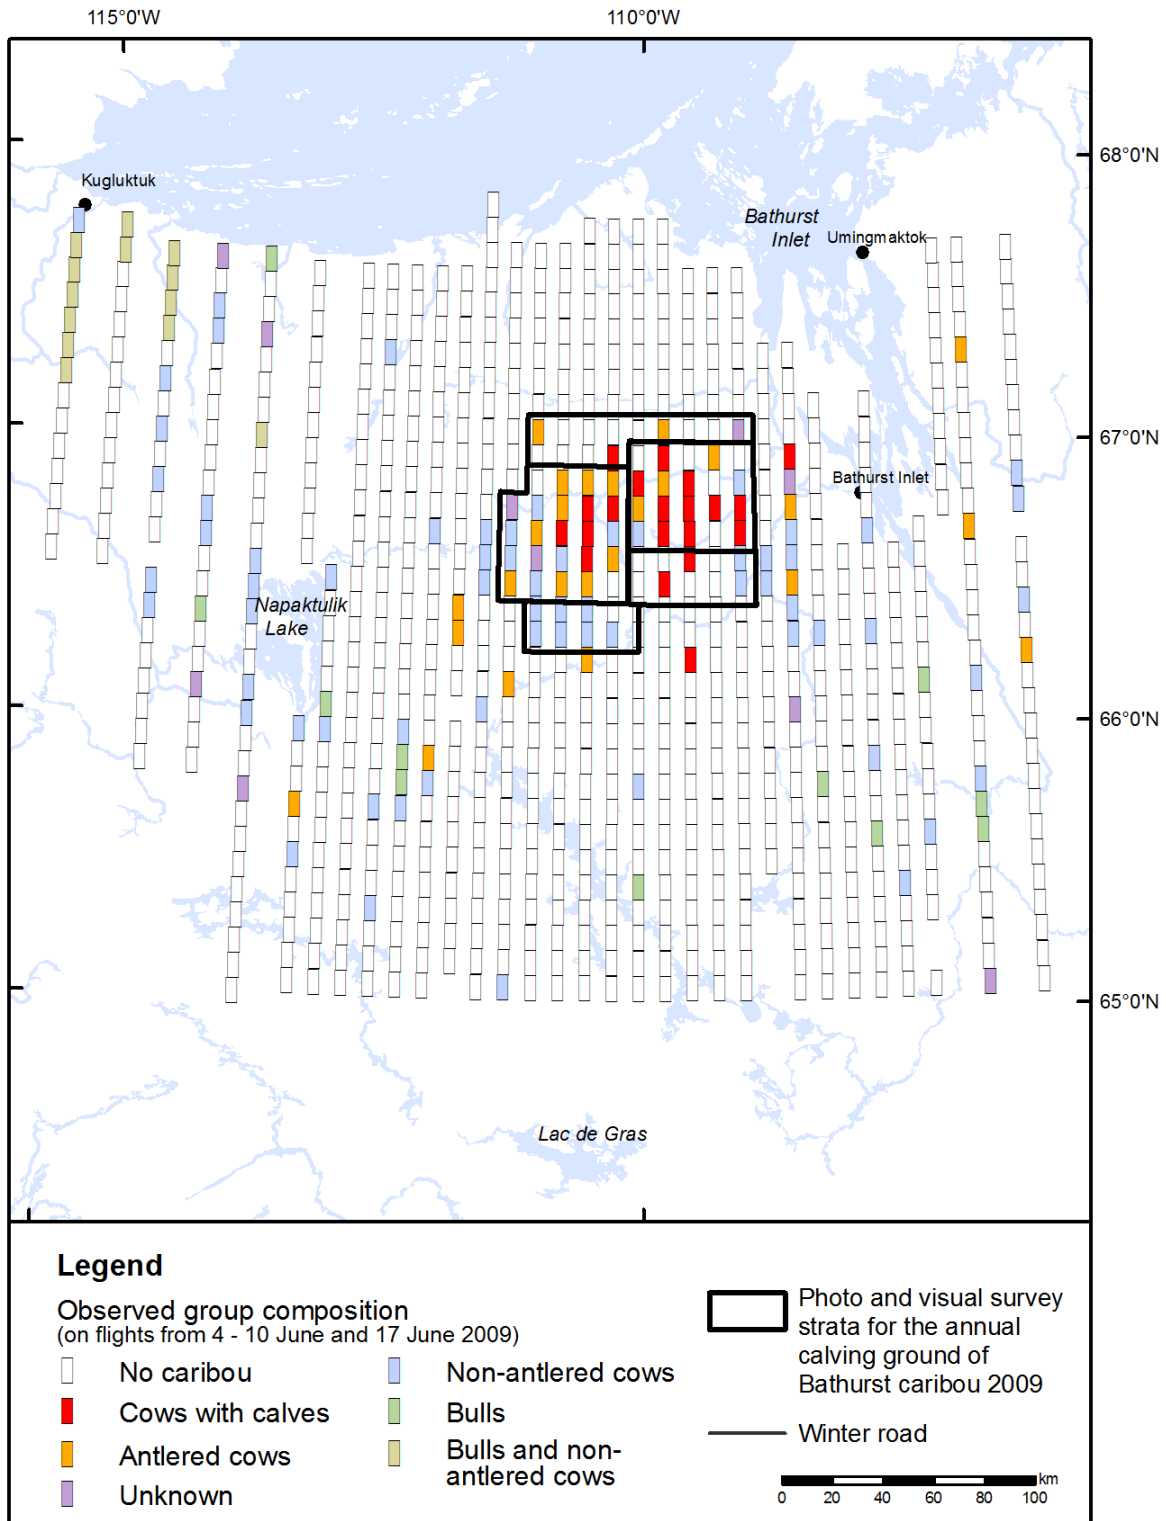 115°0'W
110°0'W
68°0'N
Kugluktuk
Bathurst
Inlet
Umingmaktok
67°0'N
Bathurst Inlet
Napaktulik
Lake
66°0'N
65°0'N
Lac de Gras
Legend
Observed group composition
(on flights from 4 - 10 June and 17 June 2009)
No caribou
Cows with calves
Antlered cows
Unknown
Non-antlered cows
Bulls
Bulls and non-
antlered cows
Photo and visual survey
strata for the annual
calving ground of
Bathurst caribou 2009
Winter road
km
0 20 40 60 80 100